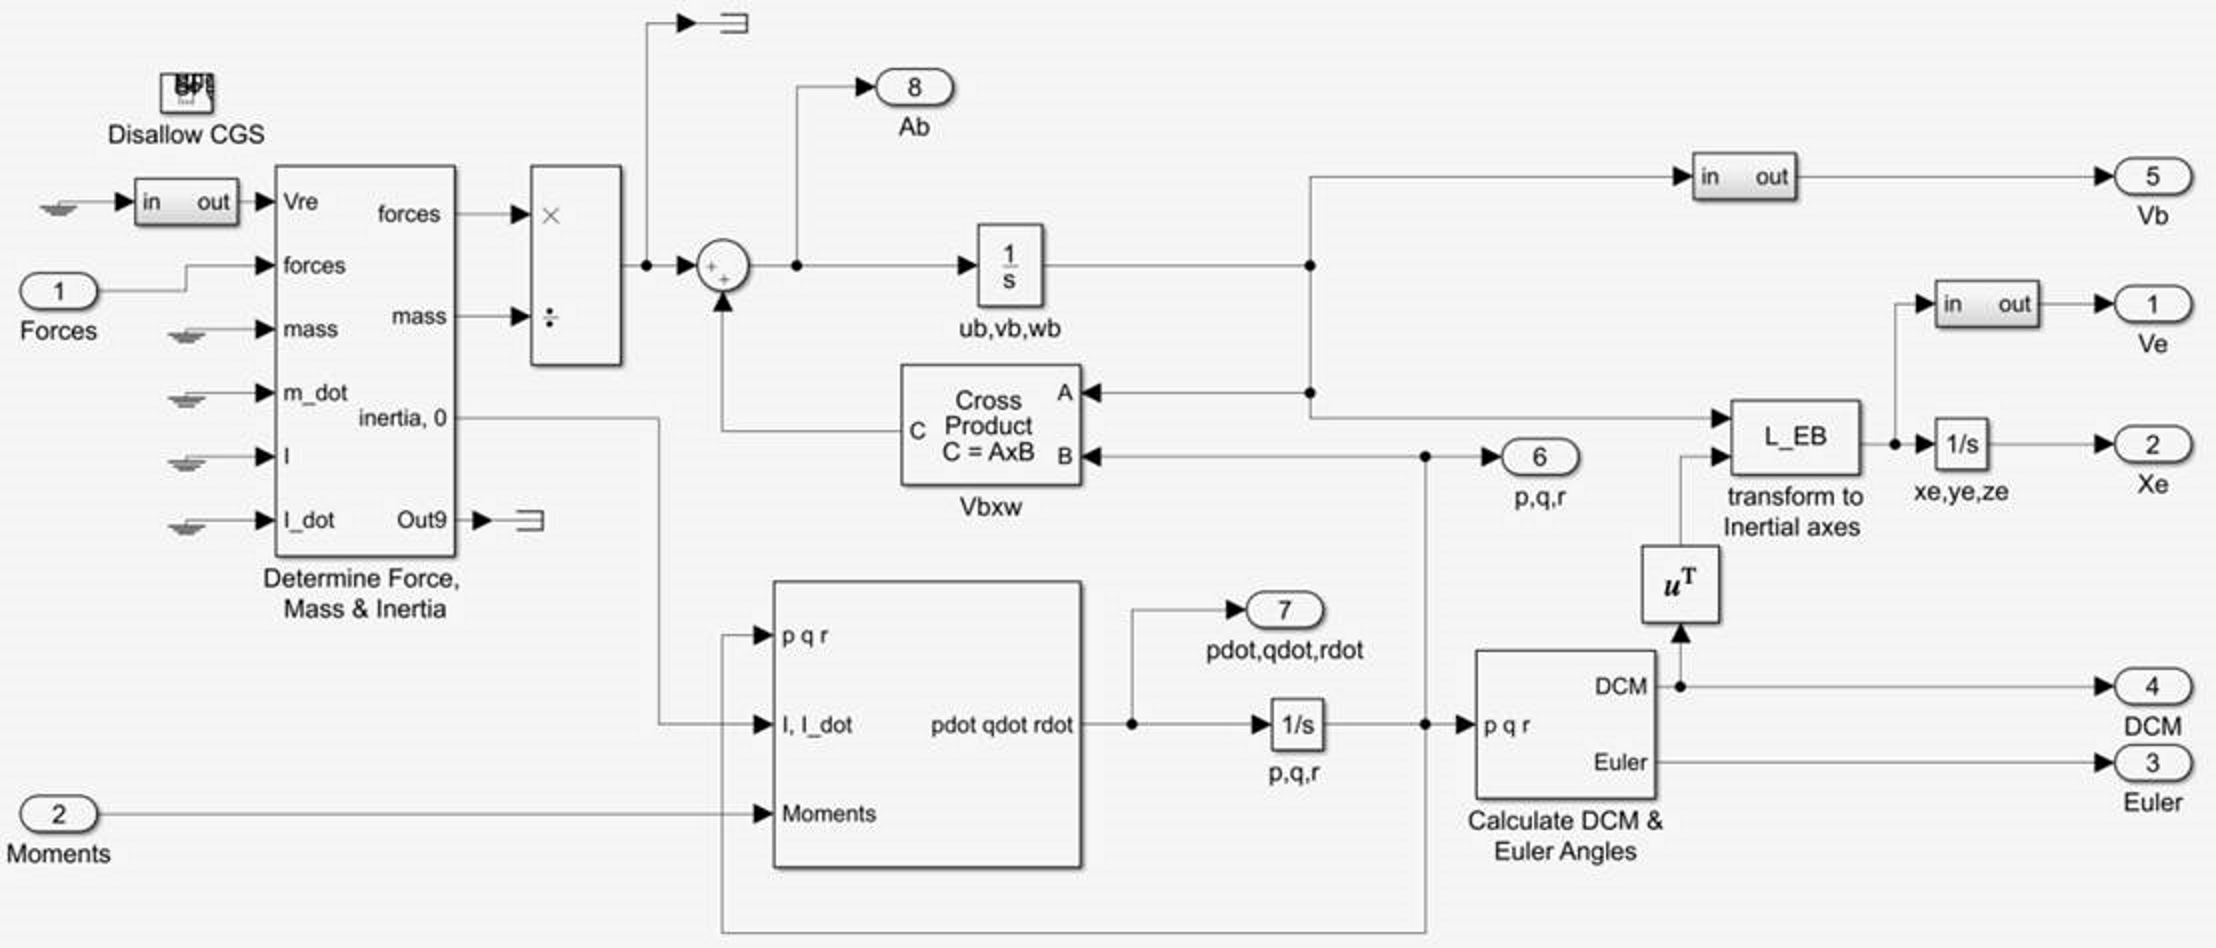 8
Ab
Disallow CGS
in out
Vre
forces
×
forces
1
Forces
mass
mass
÷
m_dot
inertia, 0
I
I_dot
Out9
Determine Force,
Mass & Inertia
+
+
1
s
ub,vb,wb
Cross
Product
C = AxB
A
B
C
Vbxw
in out
5
Vb
in out
1
Ve
L_EB
transform to
Inertial axes
1/s
xe,ye,ze
2
Xe
6
p,q,r
u^T
p q r
I, I_dot
pdot qdot rdot
Moments
2
Moments
7
pdot,qdot,rdot
1/s
p,q,r
p q r
DCM
Euler
Calculate DCM &
Euler Angles
4
DCM
3
Euler